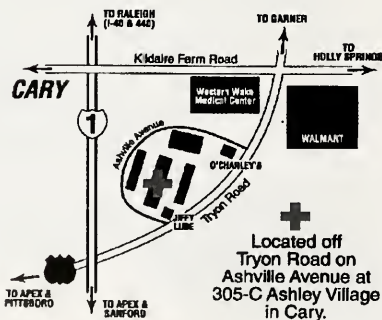 TO RALEIGH
(I-40 & 440)
TO GARNER
Kildaire Farm Road
TO
HOLLY SPRINGS
CARY
Western Wake
Medical Center
1
WALMART
Ashville Avenue
O'CHARLEY'S
JIFFY
LUBE
Tryon Road
TO APEX &
PITTSBORO
TO APEX &
SANFORD
Located off
Tryon Road on
Ashville Avenue at
305-C Ashley Village
in Cary.